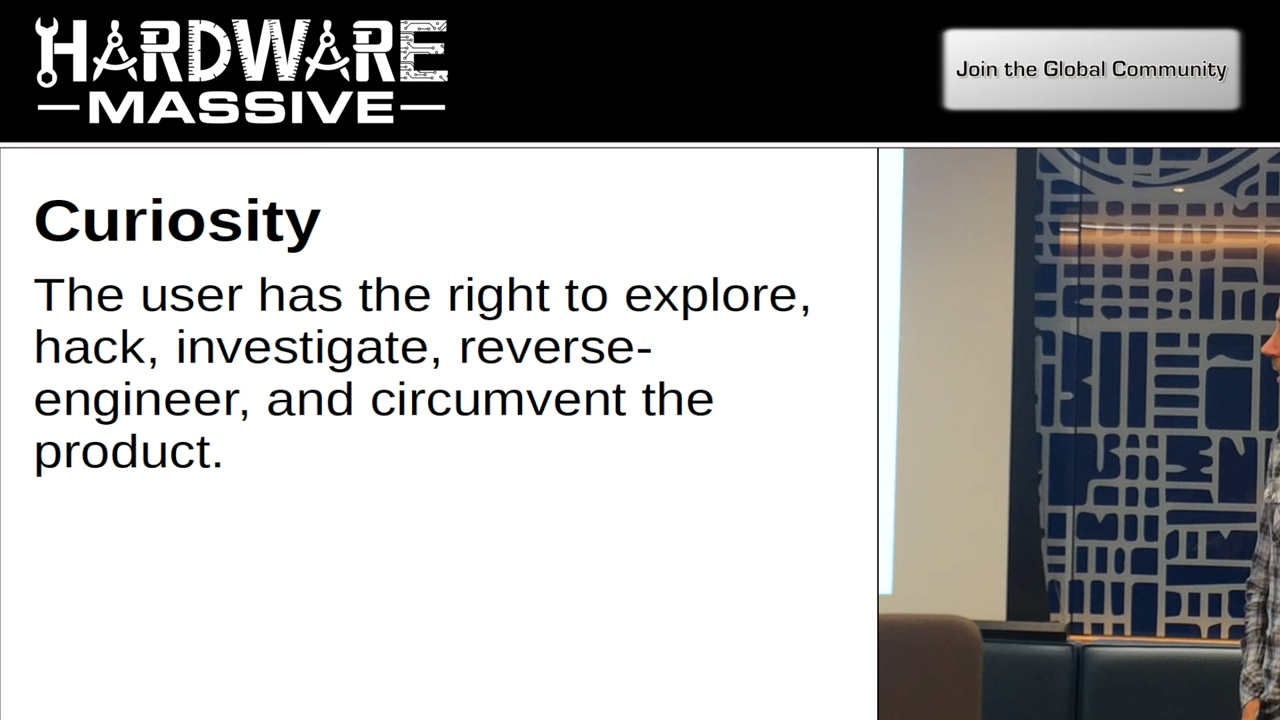 HARDWARE
MASSIVE
Join the Global Community
Curiosity
The user has the right to explore,
hack, investigate, reverse-
engineer, and circumvent the
product.